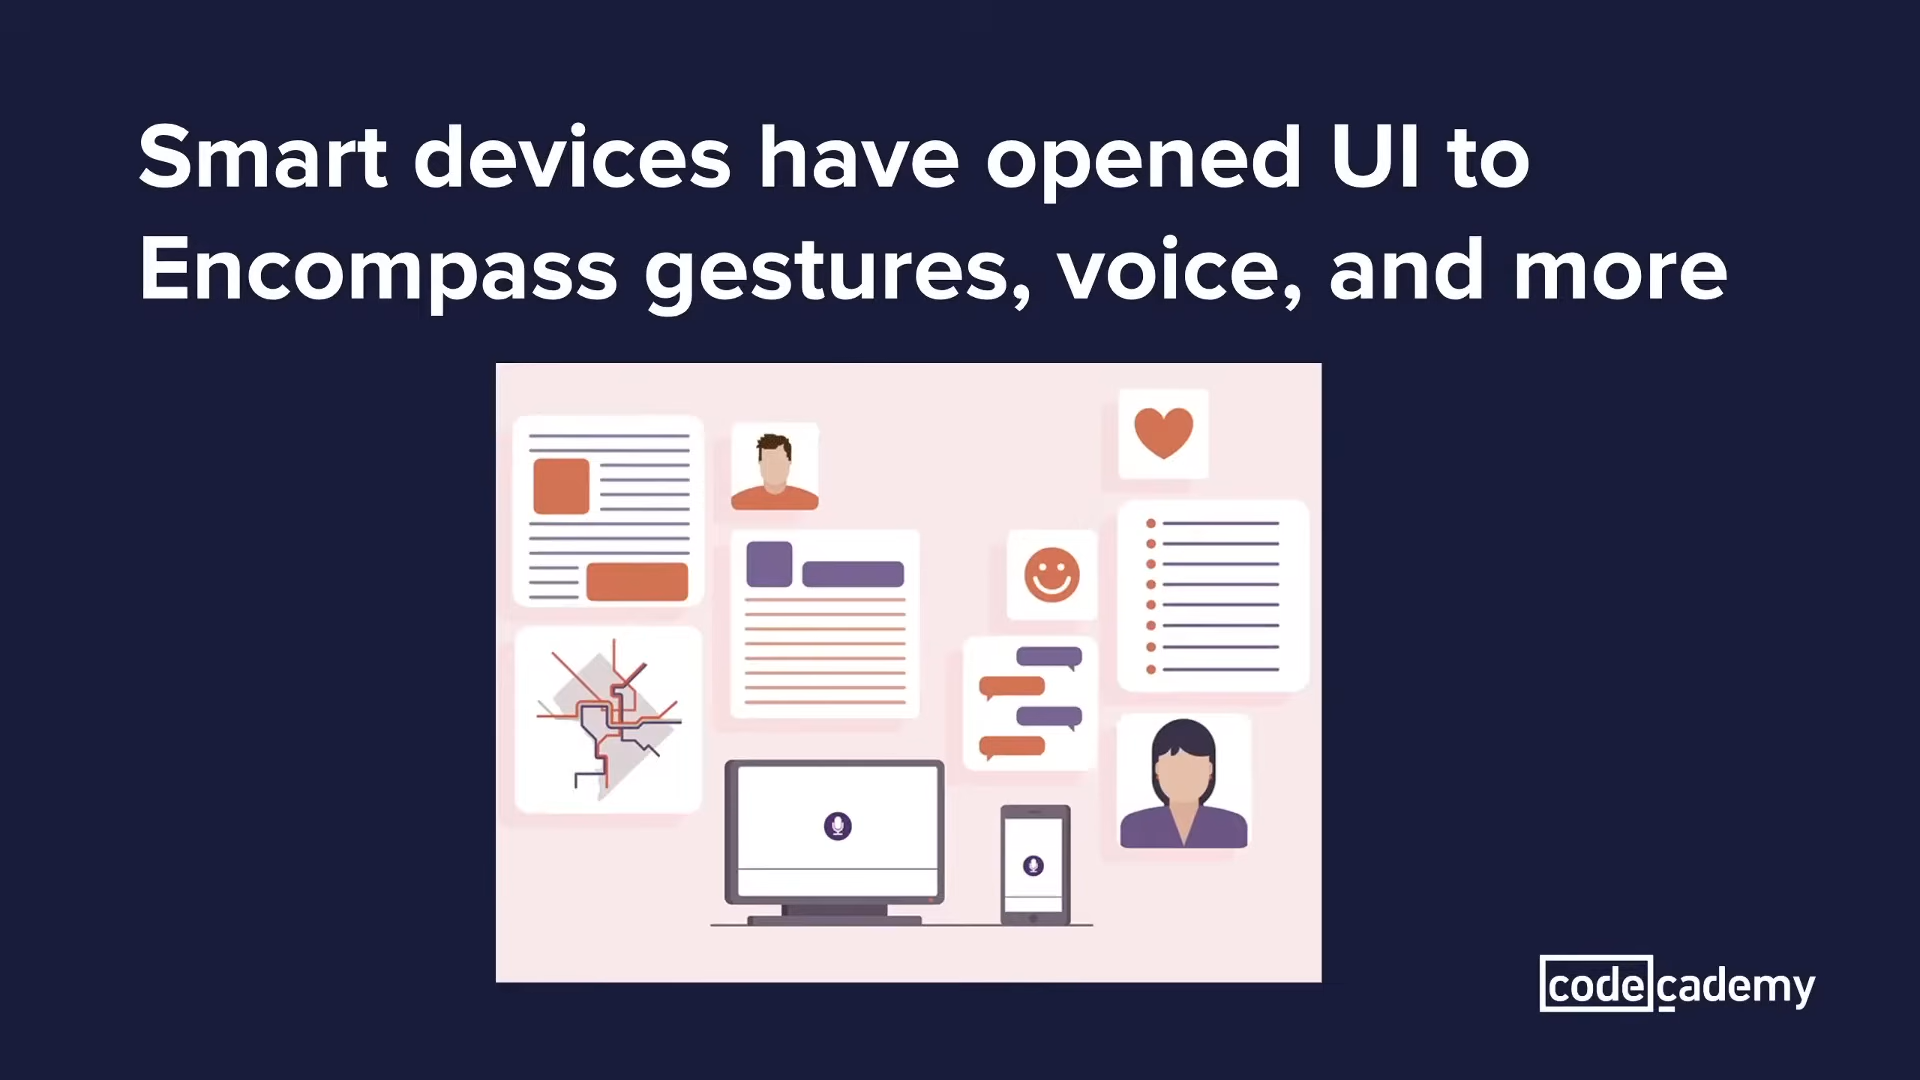 Smart devices have opened UI to
Encompass gestures, voice, and more
codecademy